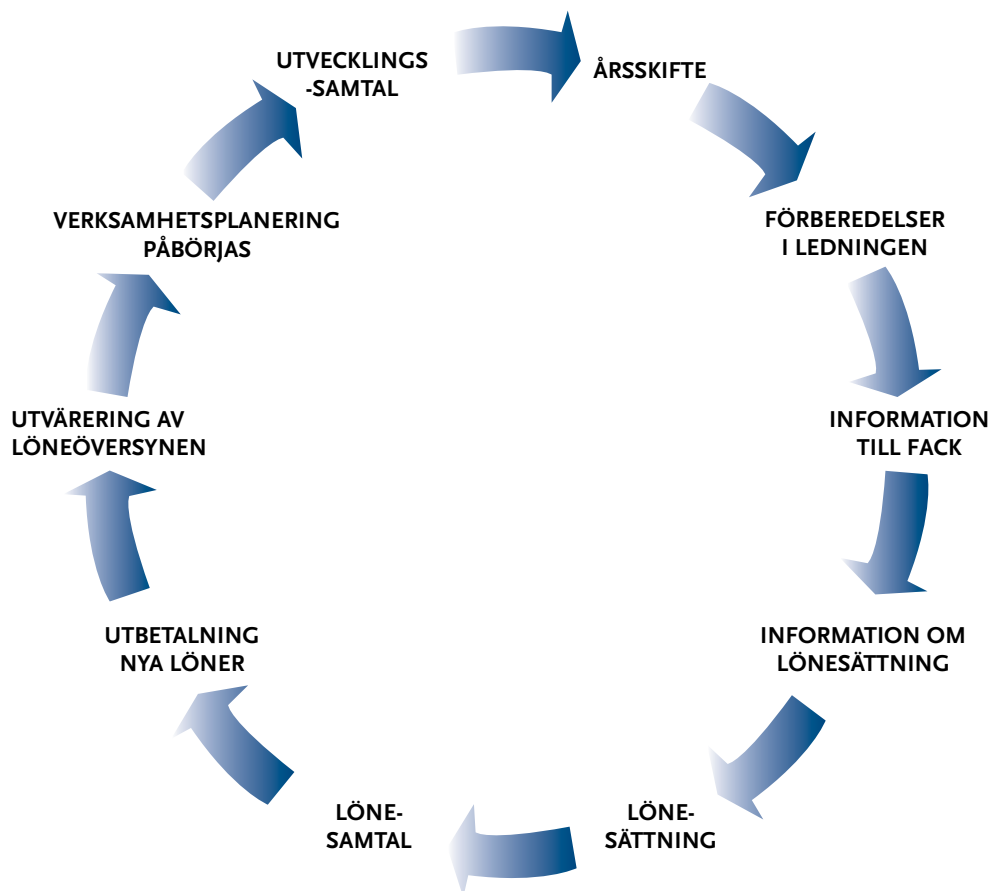 UTVECKLINGS
-SAMTAL
ÅRSSKIFTE
FÖRBEREDELSER
I LEDNINGEN
INFORMATION
TILL FACK
INFORMATION OM
LÖNESÄTTNING
LÖNE-
SÄTTNING
LÖNE-
SAMTAL
UTBETALNING
NYA LÖNER
UTVÄRERING AV
LÖNEÖVERSYNEN
VERKSAMHETSPLANERING
PÅBÖRJAS